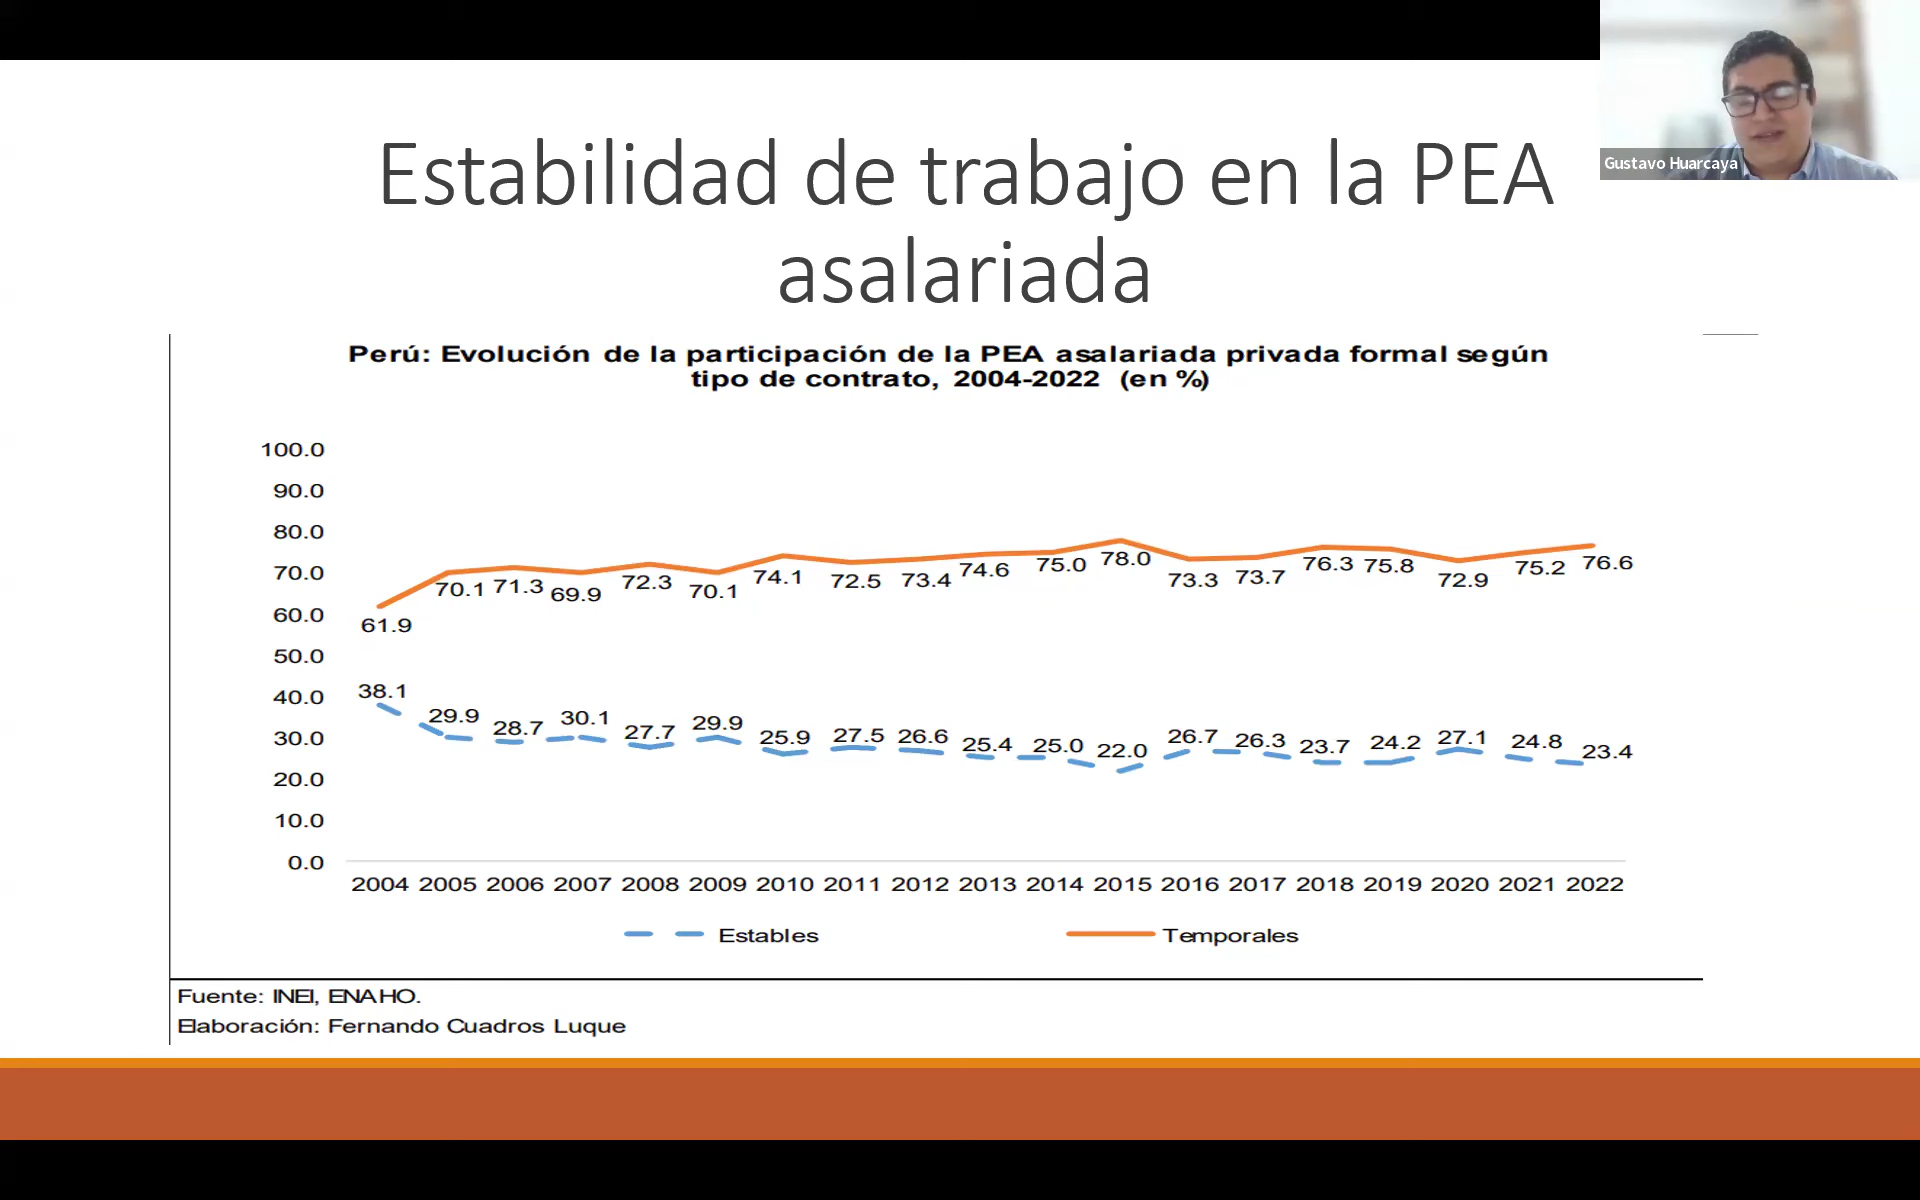 Gustavo Huarcaya
Estabilidad de trabajo en la PEA
asalariada
Perú: Evolución de la participación de la PEA asalariada privada formal según
tipo de contrato, 2004-2022 (en %)
100.0
90.0
80.0
70.0
60.0
50.0
40.0
30.0
20.0
10.0
0.0
61.9 70.1 71.3 69.9 72.3 70.1 74.1 72.5 73.4 74.6 75.0 78.0 73.3 73.7 76.3 75.8 72.9 75.2 76.6
38.1 29.9 28.7 30.1 27.7 29.9 25.9 27.5 26.6 25.4 25.0 22.0 26.7 26.3 23.7 24.2 27.1 24.8 23.4
2004 2005 2006 2007 2008 2009 2010 2011 2012 2013 2014 2015 2016 2017 2018 2019 2020 2021 2022
Estables Temporales
Fuente: INEI, ENAHO.
Elaboración: Fernando Cuadros Luque